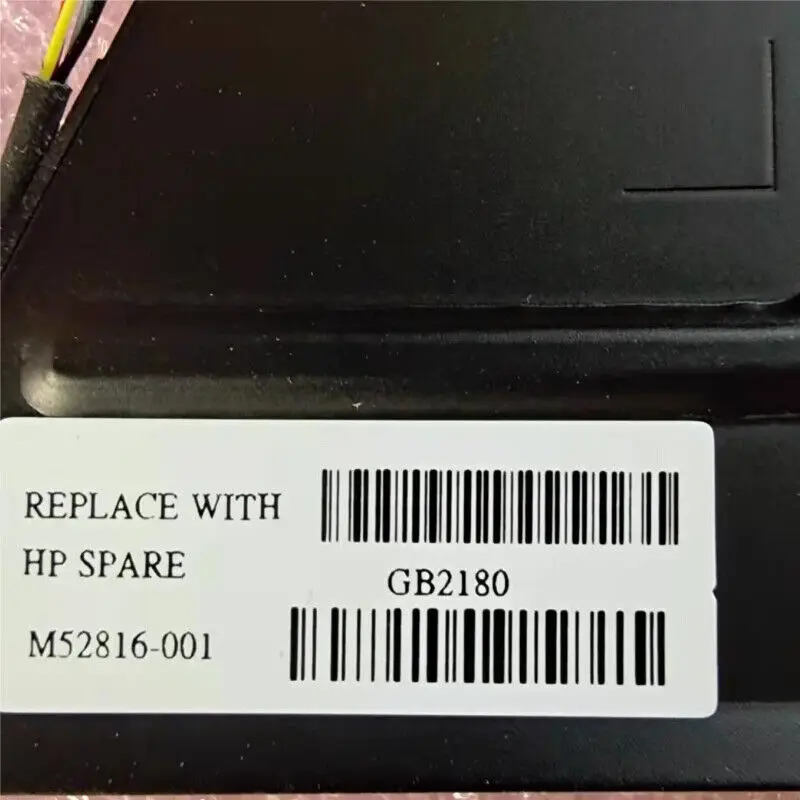 REPLACE WITH
HP SPARE
GB2180
M52816-001